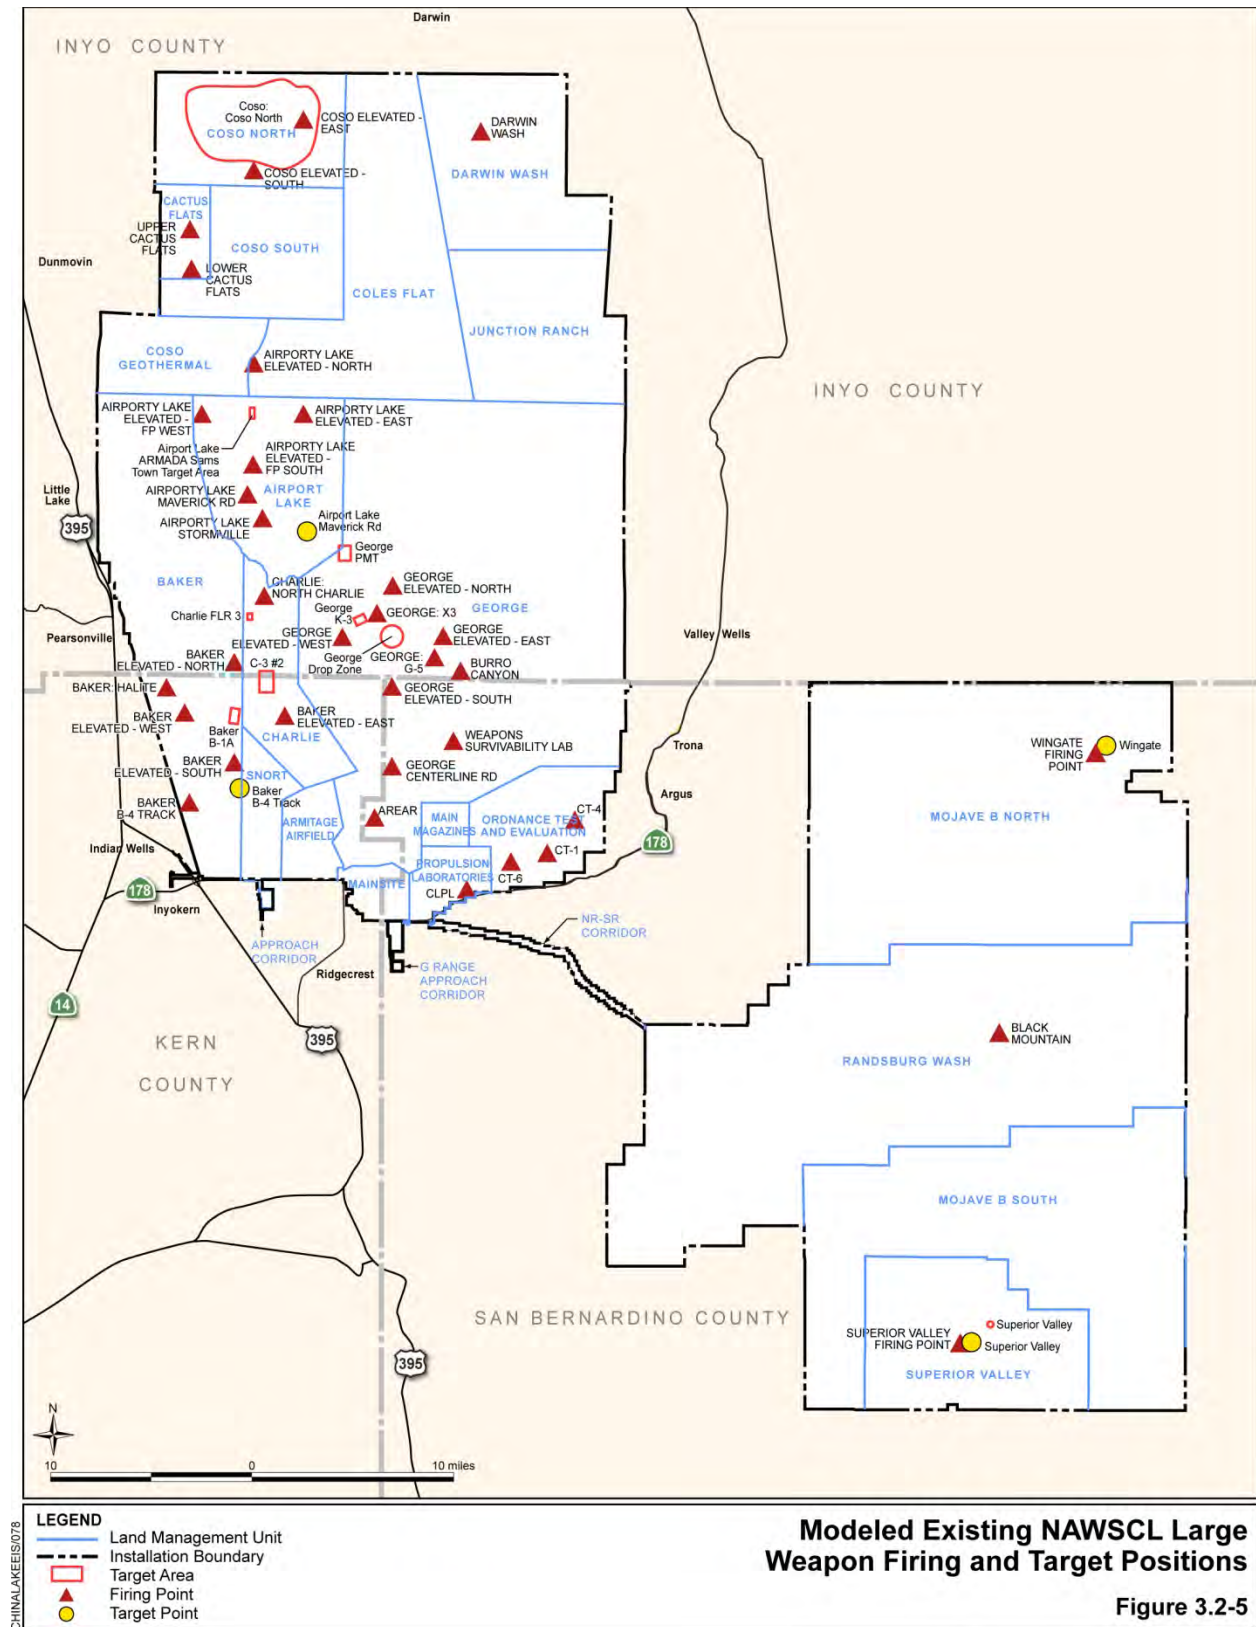 Darwin
INYO COUNTY
Coso:
Coso North
COSO NORTH
COSO ELEVATED -
EAST
DARWIN
WASH
COSO ELEVATED -
SOUTH
DARWIN WASH
CACTUS
FLATS
UPPER
CACTUS
FLATS
COSO SOUTH
Dunmovin
LOWER
CACTUS
FLATS
COLES FLAT
JUNCTION RANCH
COSO
GEOTHERMAL
AIRPORTY LAKE
ELEVATED - NORTH
INYO COUNTY
AIRPORTY LAKE
ELEVATED -
FP WEST
AIRPORTY LAKE
ELEVATED - EAST
Airport Lake
ARMADA Sams
Town Target Area
AIRPORTY LAKE
ELEVATED -
FP SOUTH
Little
Lake
395
AIRPORTY LAKE
MAVERICK RD
AIRPORT
LAKE
AIRPORTY LAKE
STORMVILLE
Airport Lake
Maverick Rd
George
PMT
BAKER
CHARLIE:
NORTH CHARLIE
GEORGE
ELEVATED - NORTH
GEORGE
Charlie FLR 3
George
K-3
GEORGE: X3
Pearsonville
GEORGE
ELEVATED - WEST
GEORGE
ELEVATED - EAST
Valley Wells
BAKER
ELEVATED - NORTH
C-3 #2
George
Drop Zone
GEORGE:
G-5
BURRO
CANYON
BAKER: HALITE
GEORGE
ELEVATED - SOUTH
BAKER
ELEVATED - WEST
Baker
B-1A
BAKER
ELEVATED - EAST
CHARLIE
WEAPONS
SURVIVABILITY LAB
Trona
WINGATE
FIRING
POINT
Wingate
BAKER
ELEVATED - SOUTH
SNORT
GEORGE
CENTERLINE RD
Baker
B-4 Track
Argus
BAKER
B-4 TRACK
ARMITAGE
AIRFIELD
AREAR
MAIN
MAGAZINES
ORDNANCE TEST
AND EVALUATION
CT-4
MOJAVE B NORTH
178
Indian Wells
CT-1
PROPULSION
LABORATORIES
CT-6
178
MAINSITE
CLPL
Inyokern
NR-SR
CORRIDOR
APPROACH
CORRIDOR
Ridgecrest
G RANGE
APPROACH
CORRIDOR
14
395
KERN
COUNTY
BLACK
MOUNTAIN
RANDSBURG WASH
MOJAVE B SOUTH
SAN BERNARDINO COUNTY
Superior Valley
SUPERIOR VALLEY
FIRING POINT
Superior Valley
395
SUPERIOR VALLEY
N
10 0 10 miles
CHINALAKEEIS/078
LEGEND
Land Management Unit
Installation Boundary
Target Area
Firing Point
Target Point
Modeled Existing NAWSCL Large
Weapon Firing and Target Positions
Figure 3.2-5